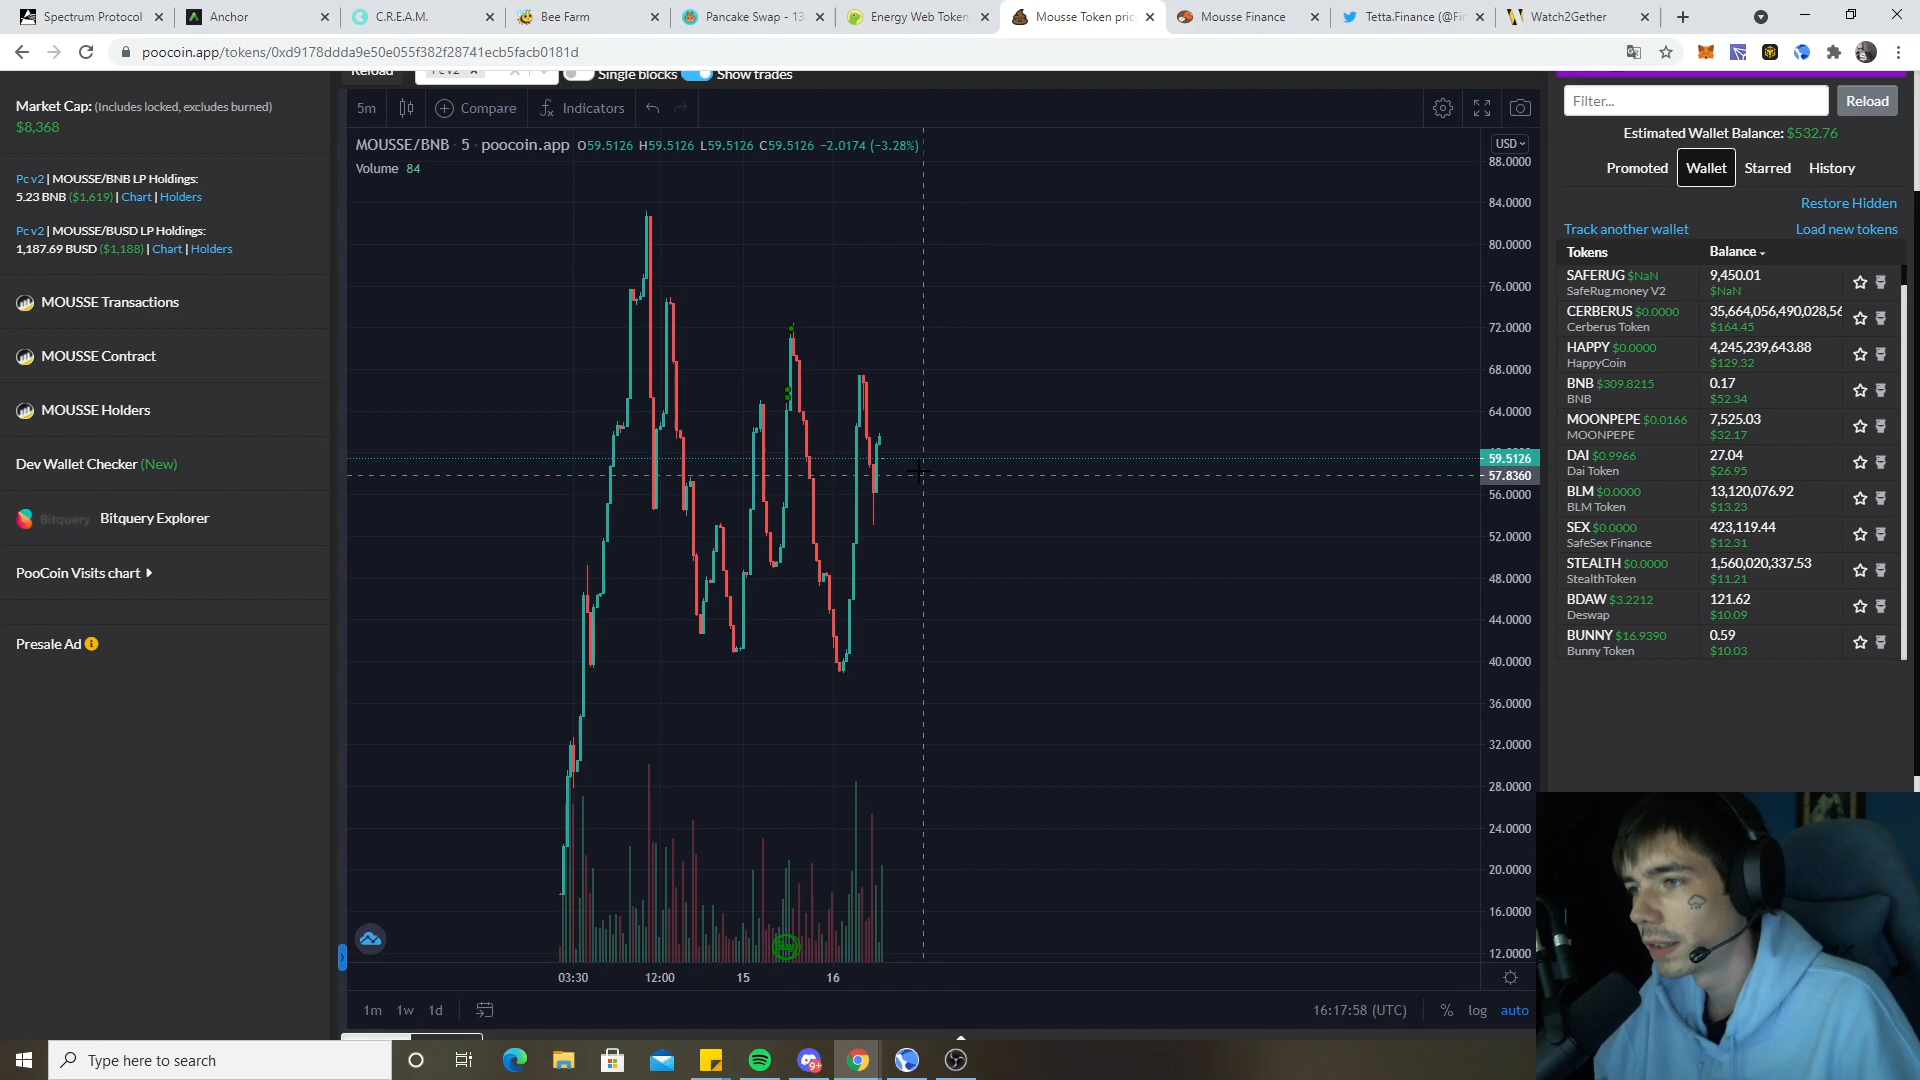 Spectrum Protocol
Anchor
C.R.E.A.M.
Bee Farm
Pancake Swap - 13
Energy Web Token
Mousse Token pric
Mousse Finance
Tetta.Finance (@Fin
Watch2Gether
poocoin.app/tokens/0xd9178ddda9e50e055f382f28741ecb5facb0181d
Reload
Single blocks
Show trades
Market Cap: (Includes locked, excludes burned)
$8,368
Pc v2 | MOUSSE/BNB LP Holdings:
5.23 BNB ($1,619) | Chart | Holders
Pc v2 | MOUSSE/BUSD LP Holdings:
1,187.69 BUSD ($1,188) | Chart | Holders
MOUSSE Transactions
MOUSSE Contract
MOUSSE Holders
Dev Wallet Checker (New)
Bitquery Bitquery Explorer
PooCoin Visits chart
Presale Ad
5m
Compare
Indicators
MOUSSE/BNB · 5 · poocoin.app O59.5126 H59.5126 L59.5126 C59.5126 −2.0174 (−3.28%)
Volume 84
USD
88.0000
84.0000
80.0000
76.0000
72.0000
68.0000
64.0000
59.5126
57.8360
56.0000
52.0000
48.0000
44.0000
40.0000
36.0000
32.0000
28.0000
24.0000
20.0000
16.0000
12.0000
03:30
12:00
15
16
1m 1w 1d
16:17:58 (UTC)
% log auto
Filter...
Reload
Estimated Wallet Balance: $532.76
Promoted
Wallet
Starred
History
Restore Hidden
Track another wallet
Load new tokens
Tokens
Balance
SAFERUG $NaN 9,450.01
SafeRug.money V2 $NaN
CERBERUS $0.0000 35,664,056,490,028,56
Cerberus Token $164.45
HAPPY $0.0000 4,245,239,643.88
HappyCoin $129.32
BNB $309.8215 0.17
BNB $52.34
MOONPEPE $0.0166 7,525.03
MOONPEPE $32.17
DAI $0.9966 27.04
Dai Token $26.95
BLM $0.0000 13,120,076.92
BLM Token $13.23
SEX $0.0000 423,119.44
SafeSex Finance $12.31
STEALTH $0.0000 1,560,020,337.53
StealthToken $11.21
BDAW $3.2212 121.62
Deswap $10.09
BUNNY $16.9390 0.59
Bunny Token $10.03
Type here to search
9+